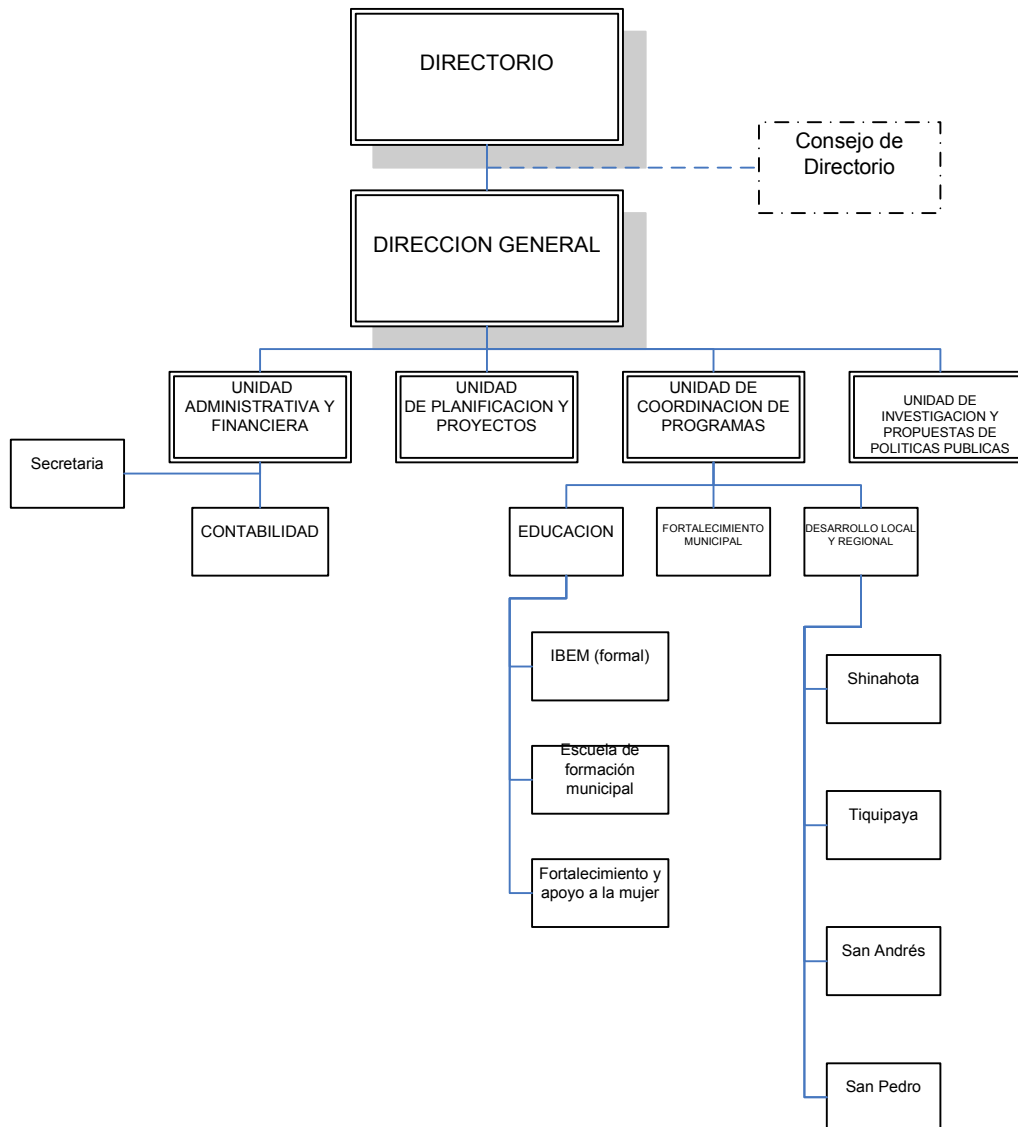 DIRECTORIO
Consejo de
Directorio
DIRECCION GENERAL
UNIDAD
ADMINISTRATIVA Y
FINANCIERA
UNIDAD
DE PLANIFICACION Y
PROYECTOS
UNIDAD DE
COORDINACION DE
PROGRAMAS
UNIDAD DE
INVESTIGACION Y
PROPUESTAS DE
POLITICAS PUBLICAS
Secretaria
CONTABILIDAD
EDUCACION
FORTALECIMIENTO
MUNICIPAL
DESARROLLO LOCAL
Y REGIONAL
IBEM (formal)
Escuela de
formación
municipal
Fortalecimiento y
apoyo a la mujer
Shinahota
Tiquipaya
San Andrés
San Pedro